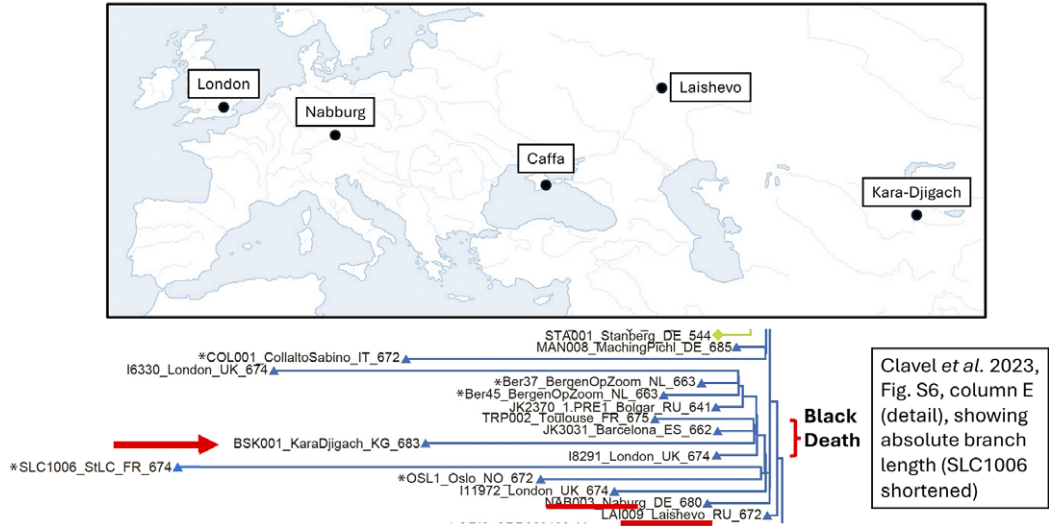 London
Nabburg
Laishevo
Caffa
Kara-Djigach
STA001_Stanberg_DE_544
MAN008_MachingPichl_DE_685
*COL001_CollaltoSabino_IT_672
I6330_London_UK_674
*Ber37_BergenOpZoom_NL_663
*Ber45_BergenOpZoom_NL_663
JK2370_1.PRE1_Bolgar_RU_641
TRP002_Toulouse_FR_675
JK3031_Barcelona_ES_662
BSK001_KaraDjigach_KG_683
I8291_London_UK_674
*SLC1006_StLC_FR_674
*OSL1_Oslo_NO_672
I11972_London_UK_674
NAB003_Naburg_DE_680
LAI009_Laishevo_RU_672
Black
Death
Clavel et al. 2023,
Fig. S6, column E
(detail), showing
absolute branch
length (SLC1006
shortened)